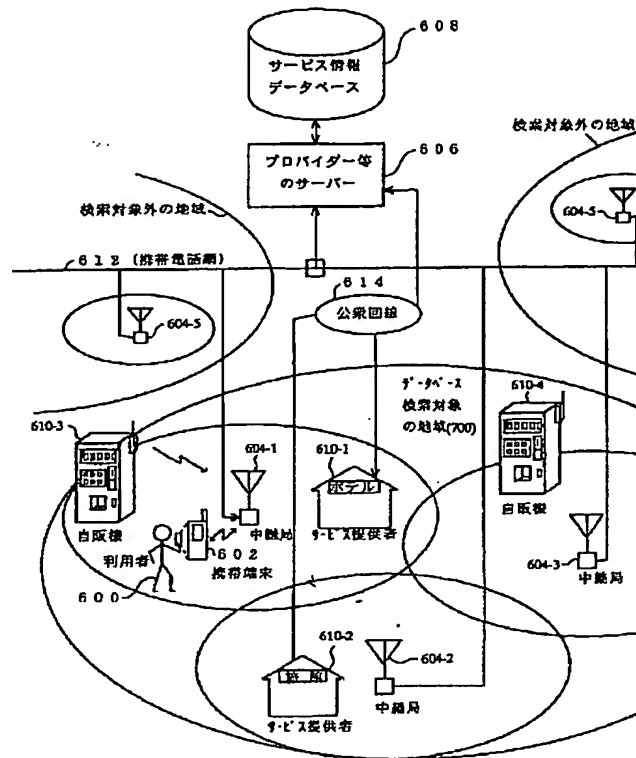 608
サービス情報
データベース
検索対象外の地域
プロバイダー等
のサーバー
606
検索対象外の地域
604-5
612 (携帯電話網)
614
公衆回線
604-5
データベース
検索対象
の地域(700)
610-4
610-3
604-1
610-1
ホテル
自販機
自販機
中継局
サービス提供者
利用者
602
携帯端末
600
604-3
中継局
610-2
604-2
サービス提供者
中継局